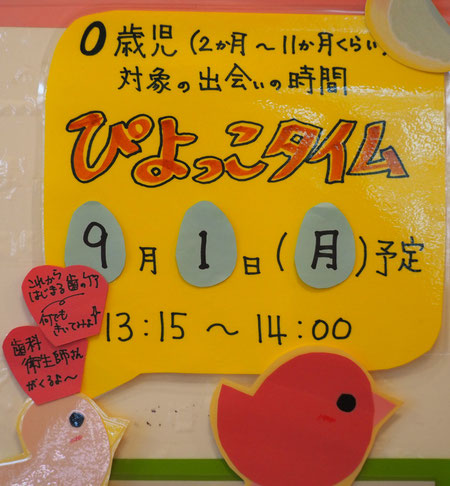 0歳児(2か月～11か月くらい)
対象の出会いの時間
ぴよっこタイム
9月1日(月)予定
13:15～14:00
これから
はじまる歯のケア
何でも
きいてみよう
歯科
衛生師さん
がくるよ～